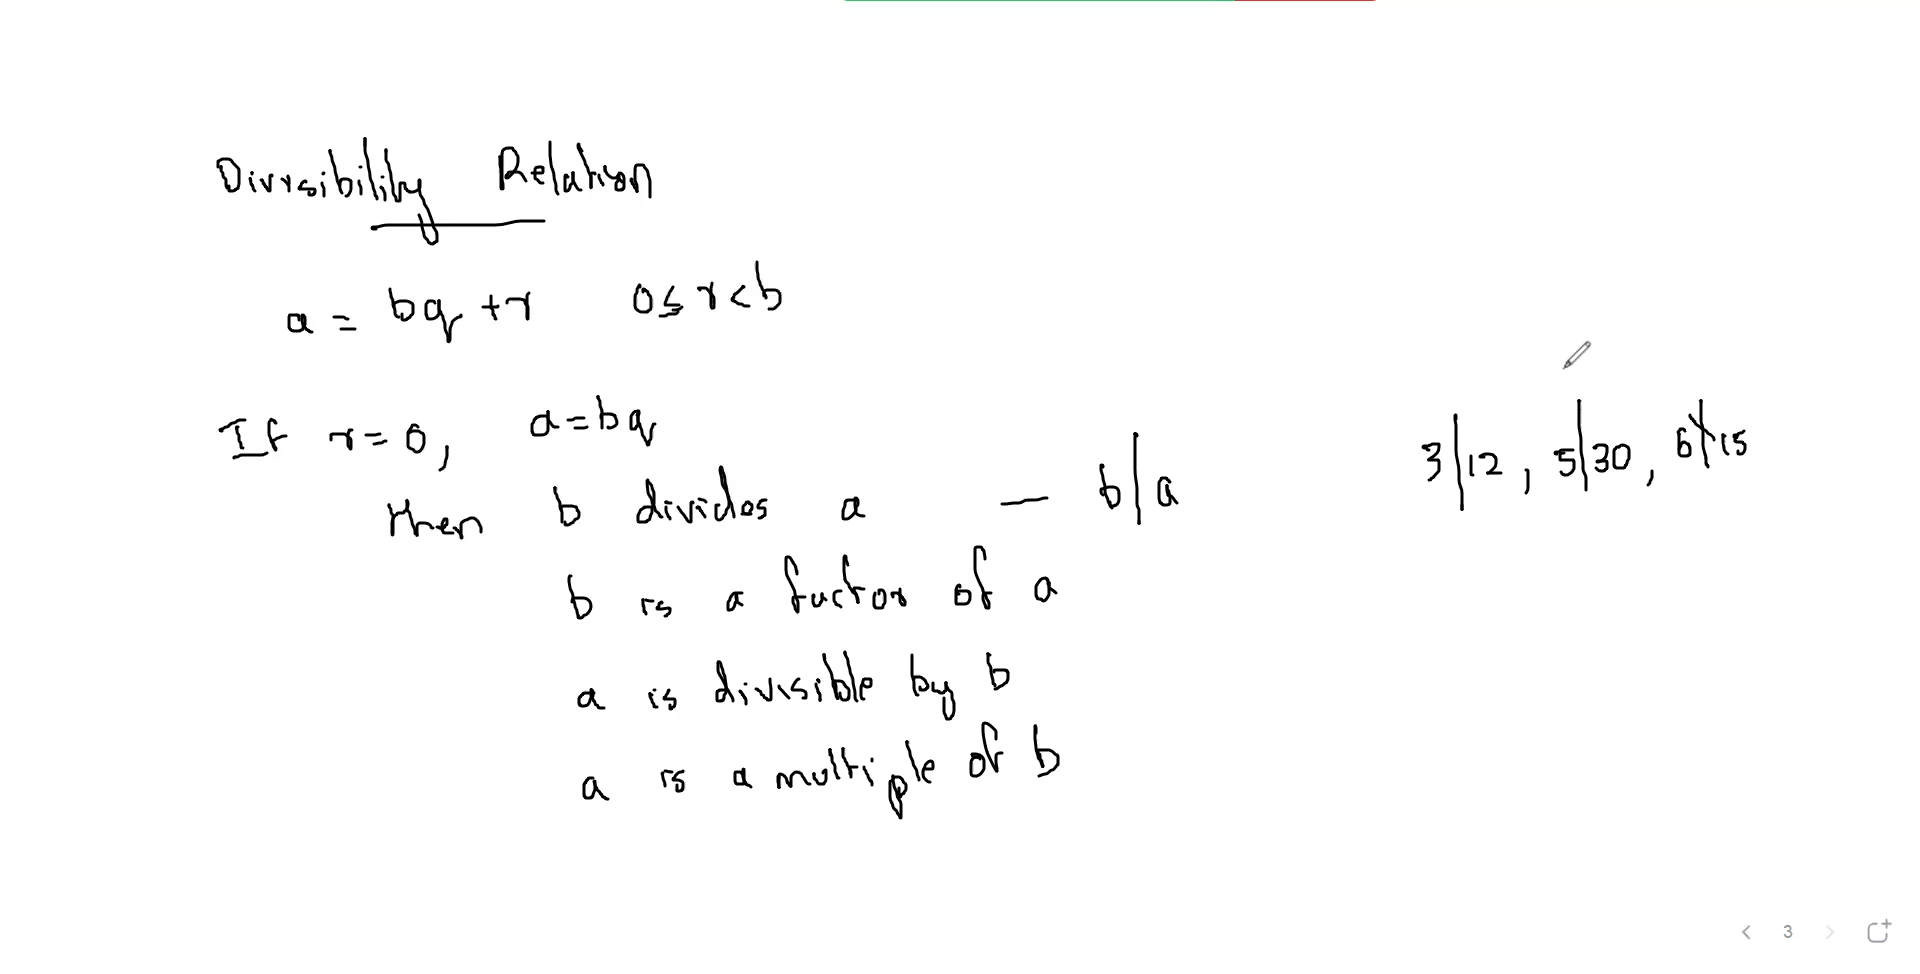 Divisibility Relation
a = bq + r   0 ≤ r < b
If r = 0, a = bq
then b divides a — b | a
3 | 12, 5 | 30, 6 ∤ 15
b is a factor of a
a is divisible by b
a is a multiple of b
3